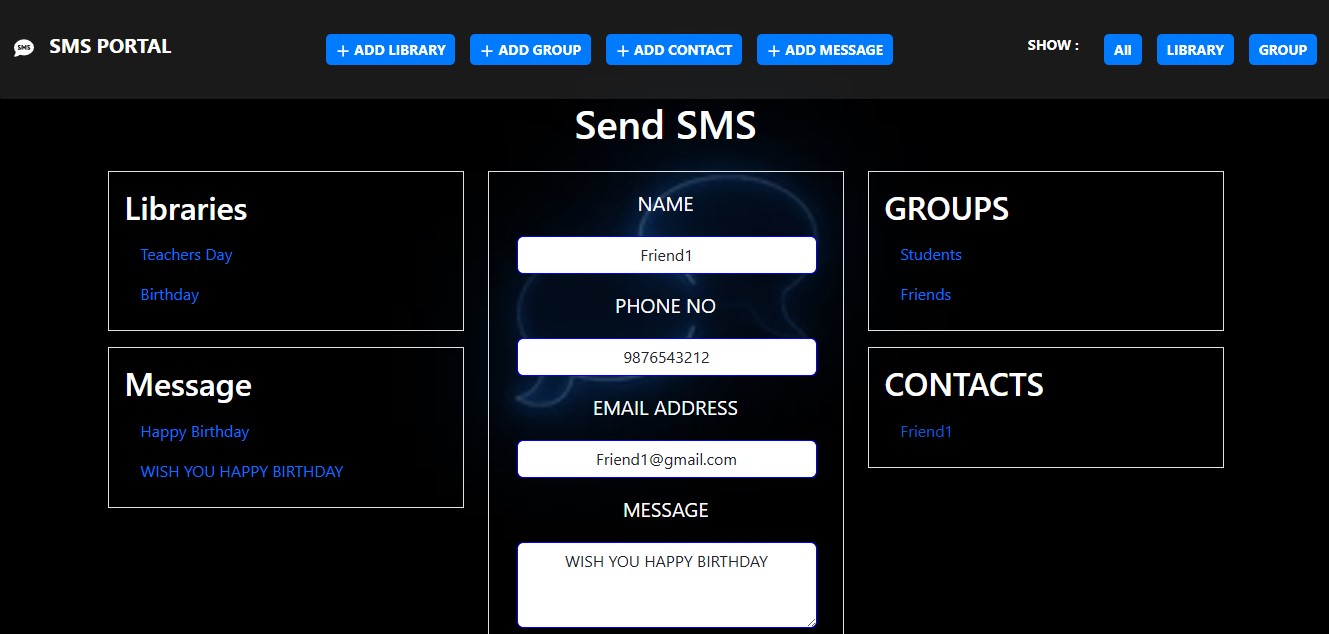 SMS SMS PORTAL
+ ADD LIBRARY + ADD GROUP + ADD CONTACT + ADD MESSAGE
SHOW : All LIBRARY GROUP
Send SMS
Libraries
Teachers Day
Birthday
Message
Happy Birthday
WISH YOU HAPPY BIRTHDAY
NAME
Friend1
PHONE NO
9876543212
EMAIL ADDRESS
Friend1@gmail.com
MESSAGE
WISH YOU HAPPY BIRTHDAY
GROUPS
Students
Friends
CONTACTS
Friend1